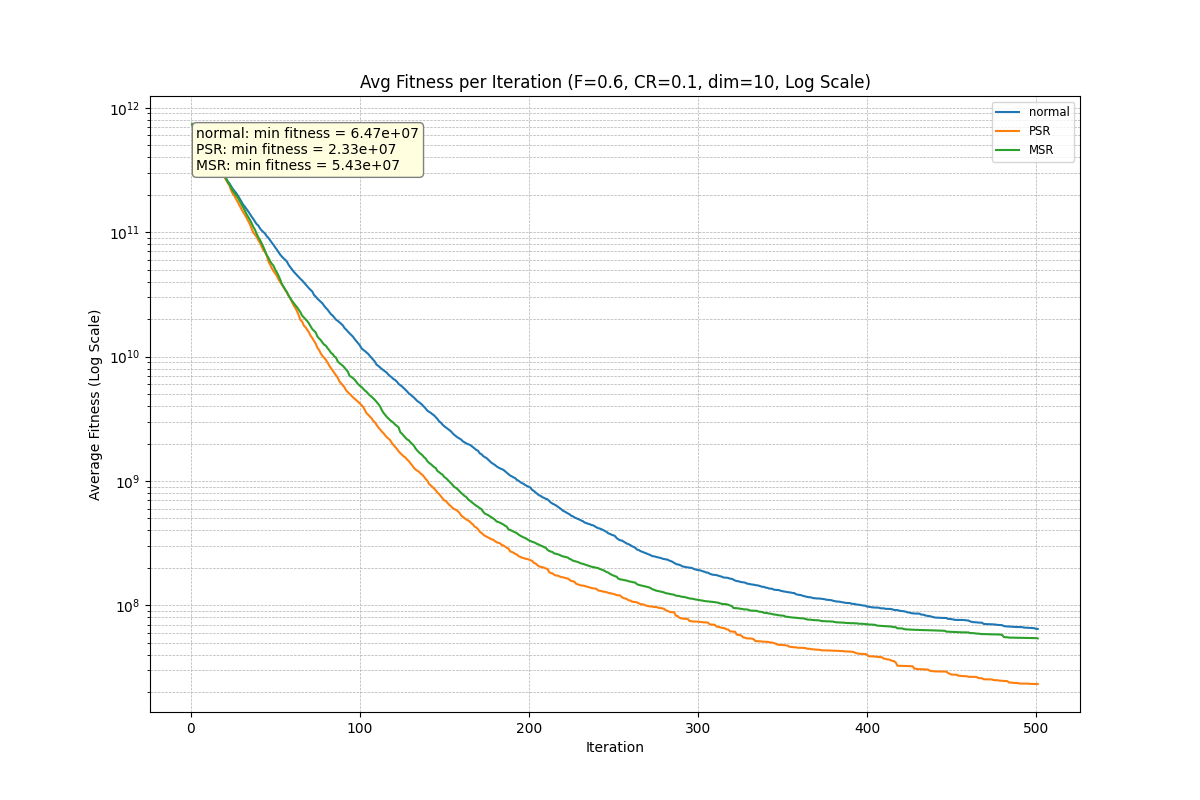 Avg Fitness per Iteration (F=0.6, CR=0.1, dim=10, Log Scale)
normal: min fitness = 6.47e+07
PSR: min fitness = 2.33e+07
MSR: min fitness = 5.43e+07
normal
PSR
MSR
Average Fitness (Log Scale)
10¹²
10¹¹
10¹⁰
10⁹
10⁸
0 100 200 300 400 500
Iteration